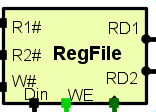 R1# RD1
R2# RegFile
W# RD2
Din WE